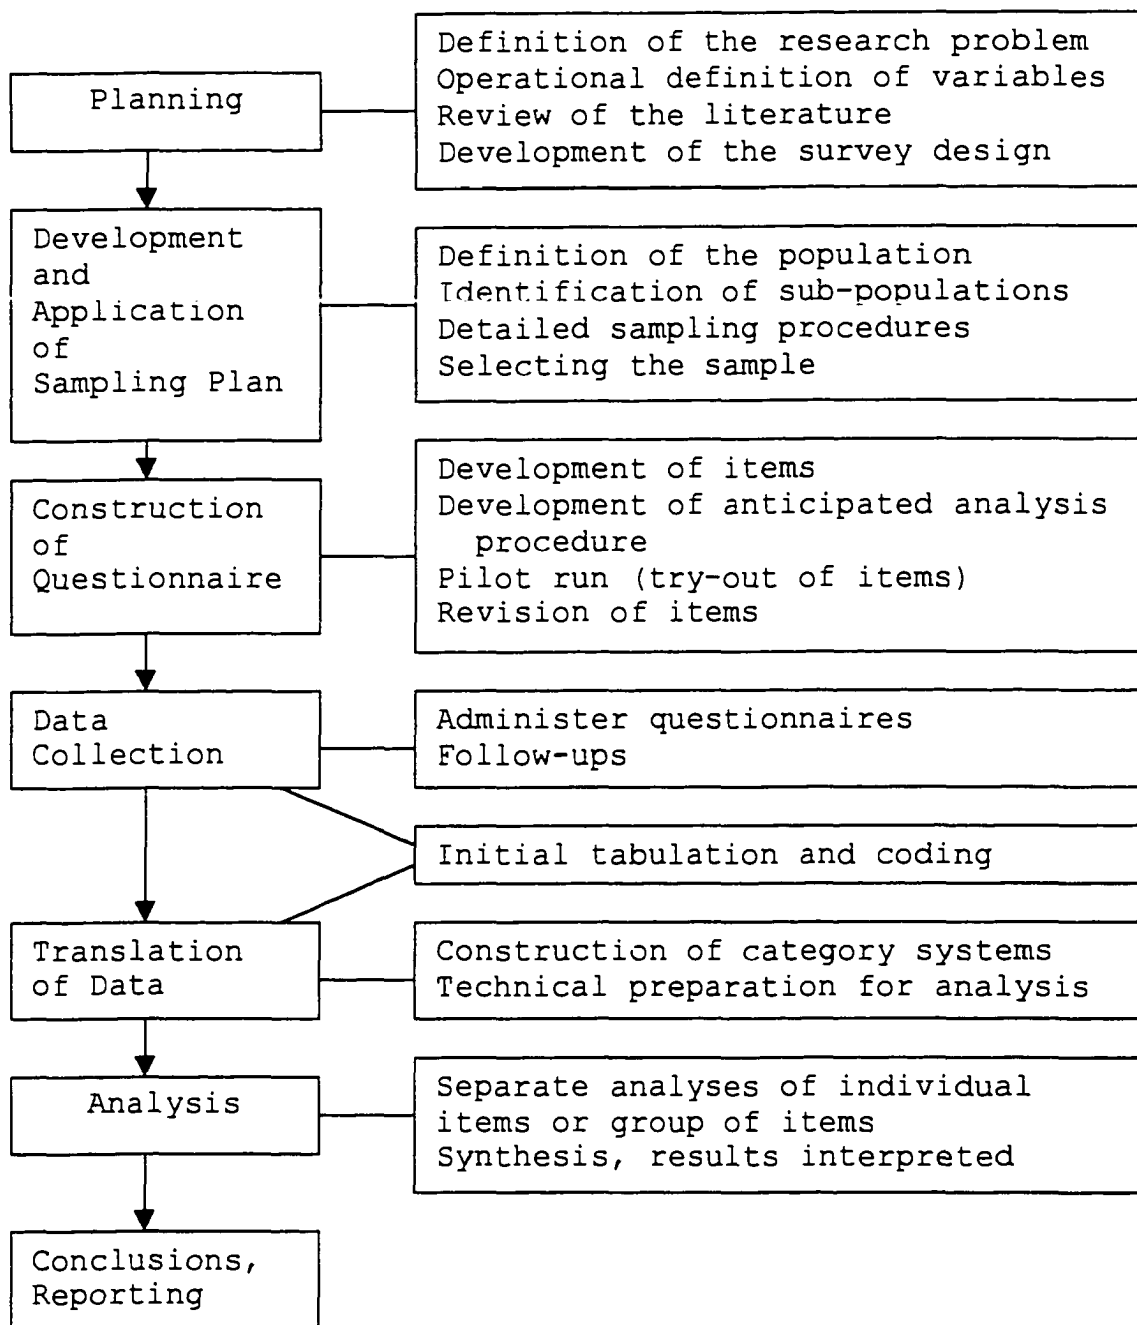 Planning
Definition of the research problem
Operational definition of variables
Review of the literature
Development of the survey design
Development
and
Application
of
Sampling Plan
Definition of the population
Identification of sub-populations
Detailed sampling procedures
Selecting the sample
Construction
of
Questionnaire
Development of items
Development of anticipated analysis
procedure
Pilot run (try-out of items)
Revision of items
Data
Collection
Administer questionnaires
Follow-ups
Initial tabulation and coding
Translation
of Data
Construction of category systems
Technical preparation for analysis
Analysis
Separate analyses of individual
items or group of items
Synthesis, results interpreted
Conclusions,
Reporting